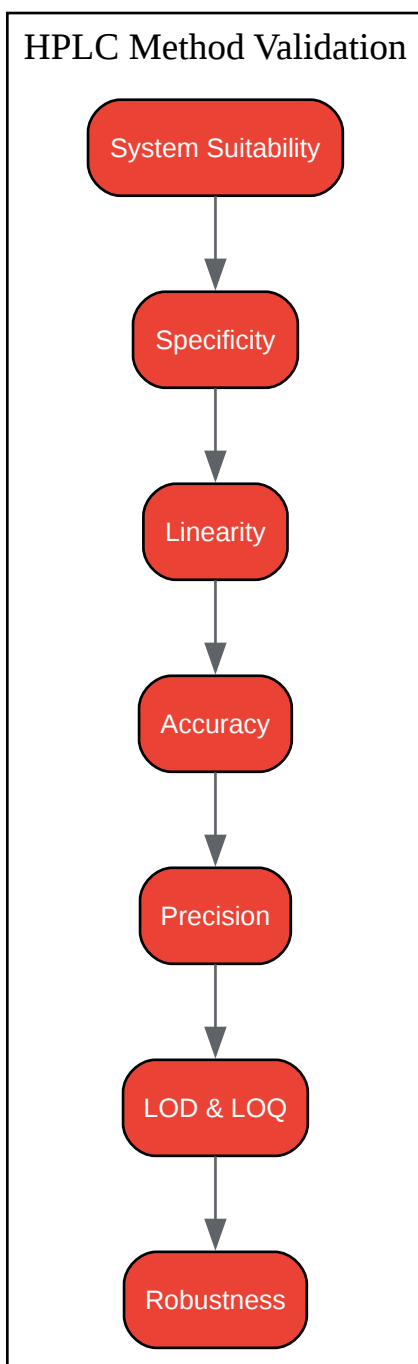 HPLC Method Validation
System Suitability
Specificity
Linearity
Accuracy
Precision
LOD & LOQ
Robustness